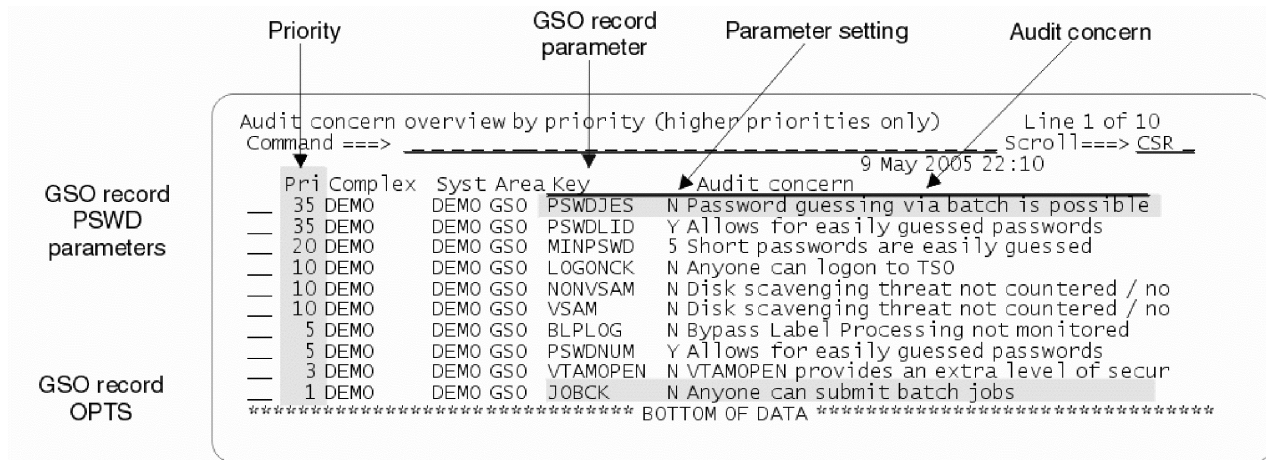 Priority
GSO record
parameter
Parameter setting
Audit concern
Audit concern overview by priority (higher priorities only) Line 1 of 10
Command ===> Scroll===> CSR
9 May 2005 22:10
Pri Complex Syst Area Key Audit concern
GSO record
PSWD
parameters
35 DEMO DEMO GSO PSWDJES N Password guessing via batch is possible
35 DEMO DEMO GSO PSWDLID Y Allows for easily guessed passwords
20 DEMO DEMO GSO MINPSWD 5 Short passwords are easily guessed
10 DEMO DEMO GSO LOGONCK N Anyone can logon to TSO
10 DEMO DEMO GSO NONVSAM N Disk scavenging threat not countered / no
10 DEMO DEMO GSO VSAM N Disk scavenging threat not countered / no
5 DEMO DEMO GSO BLPLOG N Bypass Label Processing not monitored
5 DEMO DEMO GSO PSWDNUM Y Allows for easily guessed passwords
3 DEMO DEMO GSO VTAMOPEN N VTAMOPEN provides an extra level of secur
GSO record
OPTS
1 DEMO DEMO GSO JOBCK N Anyone can submit batch jobs
******************************* BOTTOM OF DATA ********************************